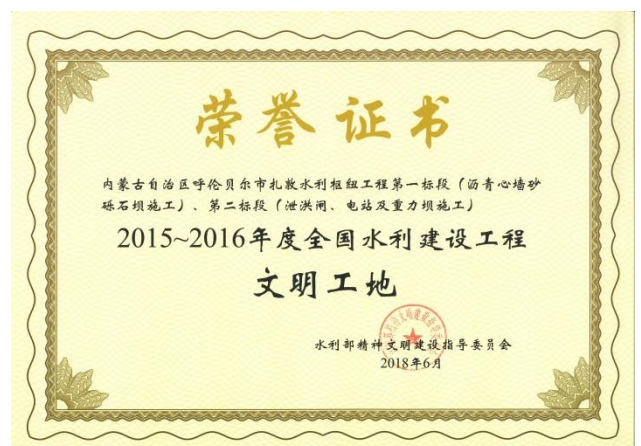 荣誉证书
内蒙古自治区呼伦贝尔市扎敦水利枢纽工程第一标段（沥青心墙砂
砾石坝施工）、第二标段（泄洪闸、电站及重力坝施工）
2015~2016年度全国水利建设工程
文明工地
水利部精神文明建设指导委员会
2018年6月